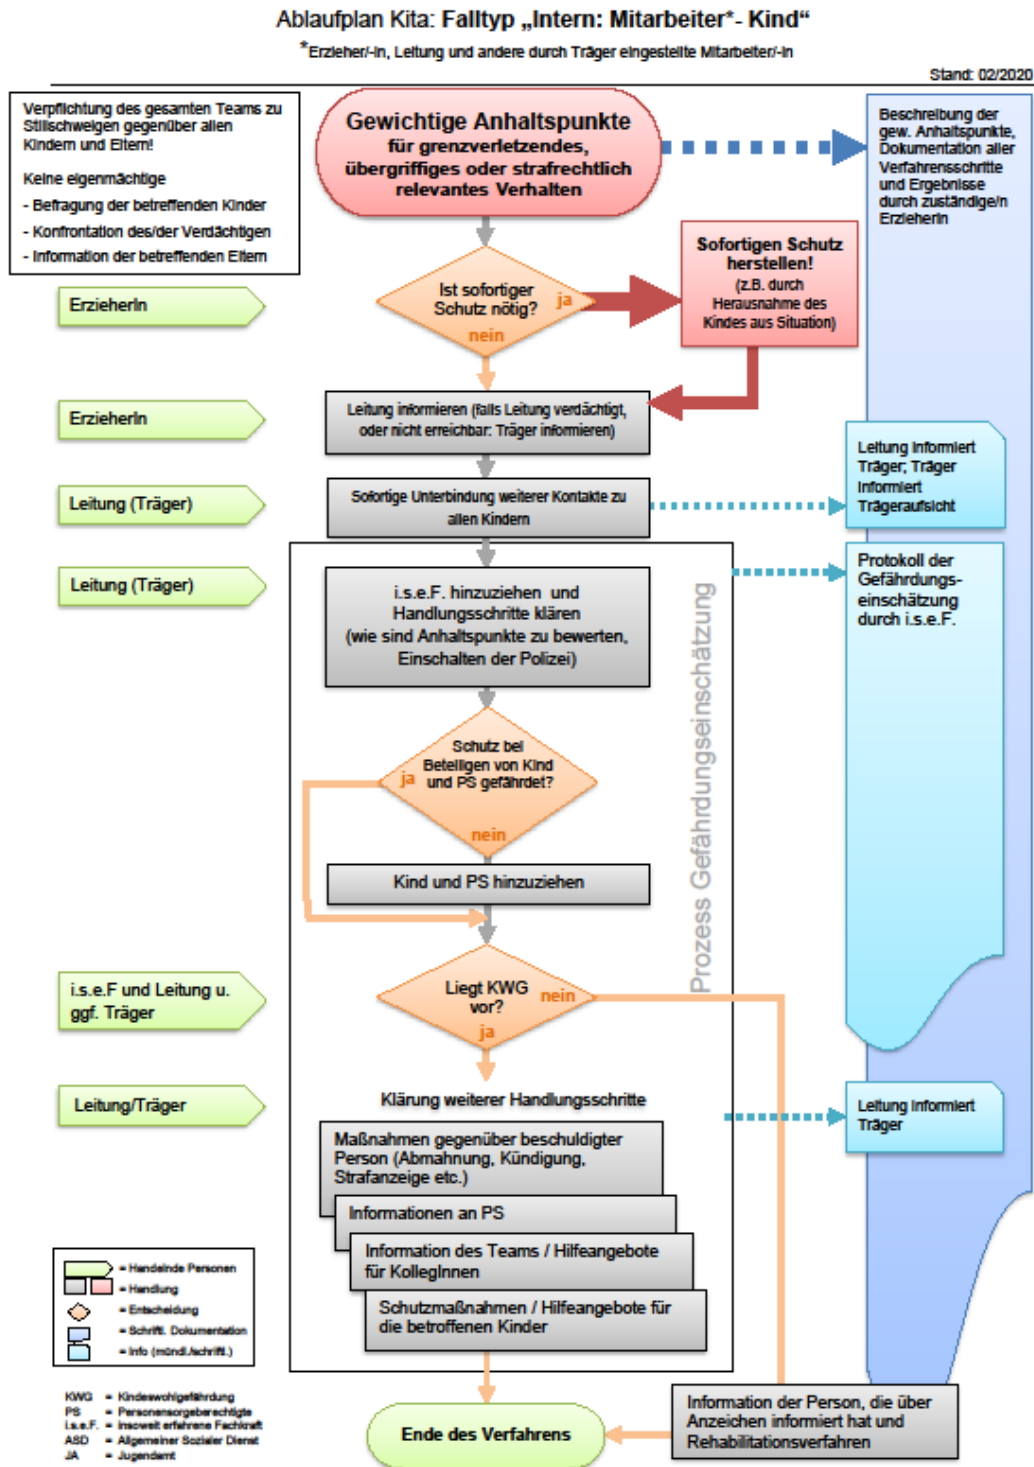 Ablaufplan Kita: Falltyp „Intern: Mitarbeiter*- Kind“
*Erzieher/-in, Leitung und andere durch Träger eingestellte Mitarbeiter/-in
Stand: 02/2020
Verpflichtung des gesamten Teams zu
Stillschweigen gegenüber allen
Kindern und Eltern!
Keine eigenmächtige
- Befragung der betreffenden Kinder
- Konfrontation des/der Verdächtigen
- Information der betreffenden Eltern
Gewichtige Anhaltspunkte
für grenzverletzendes,
übergriffiges oder strafrechtlich
relevantes Verhalten
Beschreibung der
gew. Anhaltspunkte,
Dokumentation aller
Verfahrensschritte
und Ergebnisse
durch zuständige/n
ErzieherIn
Sofortigen Schutz
herstellen!
(z.B. durch
Herausnahme des
Kindes aus Situation)
ErzieherIn
Ist sofortiger
Schutz nötig?
ja
nein
ErzieherIn
Leitung informieren (falls Leitung verdächtigt,
oder nicht erreichbar: Träger informieren)
Leitung (Träger)
Sofortige Unterbindung weiterer Kontakte zu
allen Kindern
Leitung informiert
Träger; Träger
informiert
Trägeraufsicht
Leitung (Träger)
i.s.e.F. hinzuziehen und
Handlungsschritte klären
(wie sind Anhaltspunkte zu bewerten,
Einschalten der Polizei)
Protokoll der
Gefährdungs-
einschätzung
durch i.s.e.F.
Prozess Gefährdungseinschätzung
Schutz bei
Beteiligen von Kind
und PS gefährdet?
ja
nein
Kind und PS hinzuziehen
i.s.e.F und Leitung u.
ggf. Träger
Liegt KWG
vor?
nein
ja
Leitung/Träger
Klärung weiterer Handlungsschritte
Leitung informiert
Träger
Maßnahmen gegenüber beschuldigter
Person (Abmahnung, Kündigung,
Strafanzeige etc.)
Informationen an PS
Information des Teams / Hilfeangebote
für KollegInnen
Schutzmaßnahmen / Hilfeangebote für
die betroffenen Kinder
= Handelnde Personen
= Handlung
= Entscheidung
= Schriftl. Dokumentation
= Info (mündl./schriftl.)
KWG = Kindeswohlgefährdung
PS = Personensorgeberechtigte
i.s.e.F. = insoweit erfahrene Fachkraft
ASD = Allgemeiner Sozialer Dienst
JA = Jugendamt
Ende des Verfahrens
Information der Person, die über
Anzeichen informiert hat und
Rehabilitationsverfahren